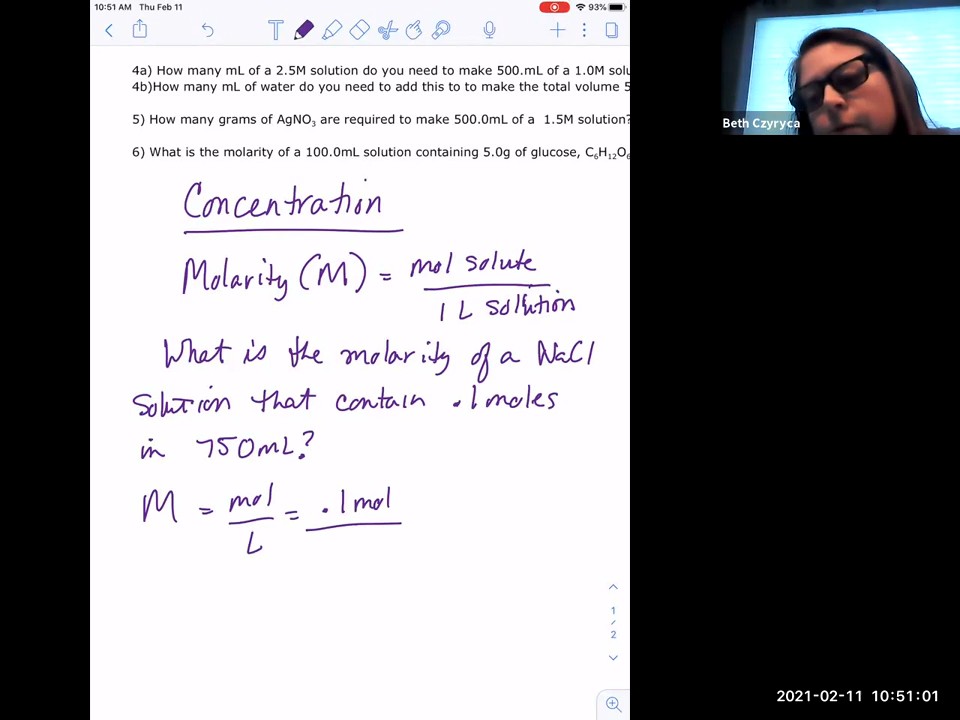 10:51 AM Thu Feb 11
93%
4a) How many mL of a 2.5M solution do you need to make 500.mL of a 1.0M solu
4b)How many mL of water do you need to add this to to make the total volume 5
Beth Czyryca
5) How many grams of AgNO₃ are required to make 500.0mL of a 1.5M solution?
6) What is the molarity of a 100.0mL solution containing 5.0g of glucose, C₆H₁₂O₆
Concentration
Molarity (M) = mol solute
1 L solution
What is the molarity of a NaCl
solution that contain .1 moles
in 750mL?
M = mol = .1 mol
L
1
/
2
2021-02-11 10:51:01